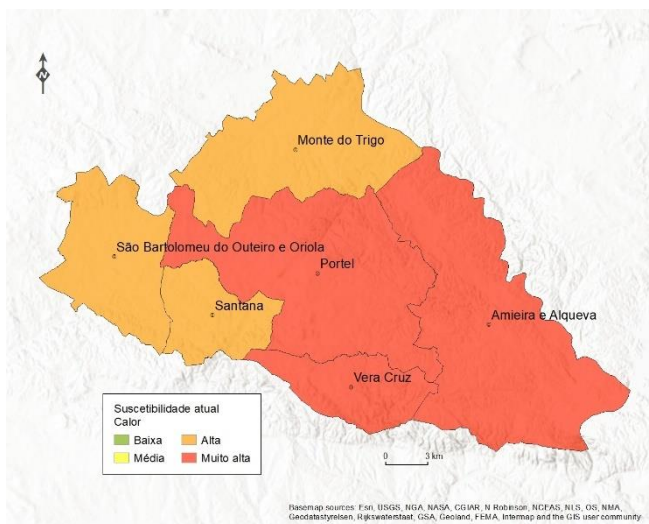 N
Monte do Trigo
São Bartolomeu do Outeiro e Oriola
Portel
Santana
Amieira e Alqueva
Vera Cruz
Suscetibilidade atual
Calor
Baixa
Alta
Média
Muito alta
0 3 km
Basemap sources: Esri, USGS, NGA, NASA, CGIAR, N Robinson, NCEAS, NLS, OS, NMA,
Geodatastyrelsen, Rijkswaterstaat, GSA, Geoland, FEMA, Intermap and the GIS user community